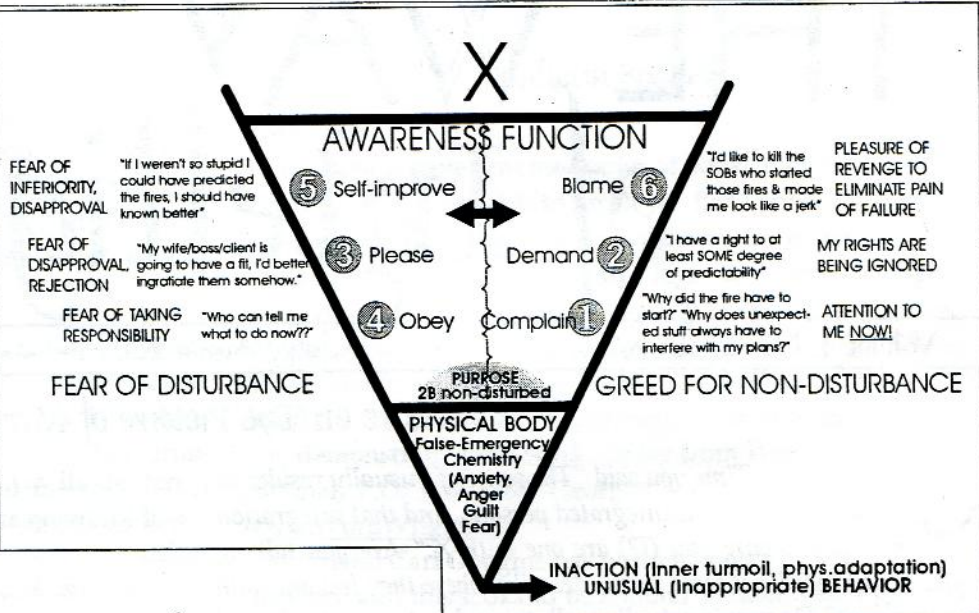 X
AWARENESS FUNCTION
FEAR OF
INFERIORITY,
DISAPPROVAL
"If I weren't so stupid I
could have predicted
the fires, I should have
known better"
5 Self-improve
Blame 6
"I'd like to kill the
SOBs who started
those fires & made
me look like a jerk"
PLEASURE OF
REVENGE TO
ELIMINATE PAIN
OF FAILURE
FEAR OF
DISAPPROVAL,
REJECTION
"My wife/boss/client is
going to have a fit, I'd better
ingratiate them somehow."
3 Please
Demand 2
"I have a right to at
least SOME degree
of predictability"
MY RIGHTS ARE
BEING IGNORED
FEAR OF TAKING
RESPONSIBILITY
"Who can tell me
what to do now??"
4 Obey
Complain 1
"Why did the fire have to
start?" "Why does unexpect-
ed stuff always have to
interfere with my plans?"
ATTENTION TO
ME NOW!
FEAR OF DISTURBANCE
PURPOSE
2B non-disturbed
GREED FOR NON-DISTURBANCE
PHYSICAL BODY
False-Emergency
Chemistry
(Anxiety,
Anger
Guilt
Fear)
INACTION (Inner turmoil, phys.adaptation)
UNUSUAL (Inappropriate) BEHAVIOR